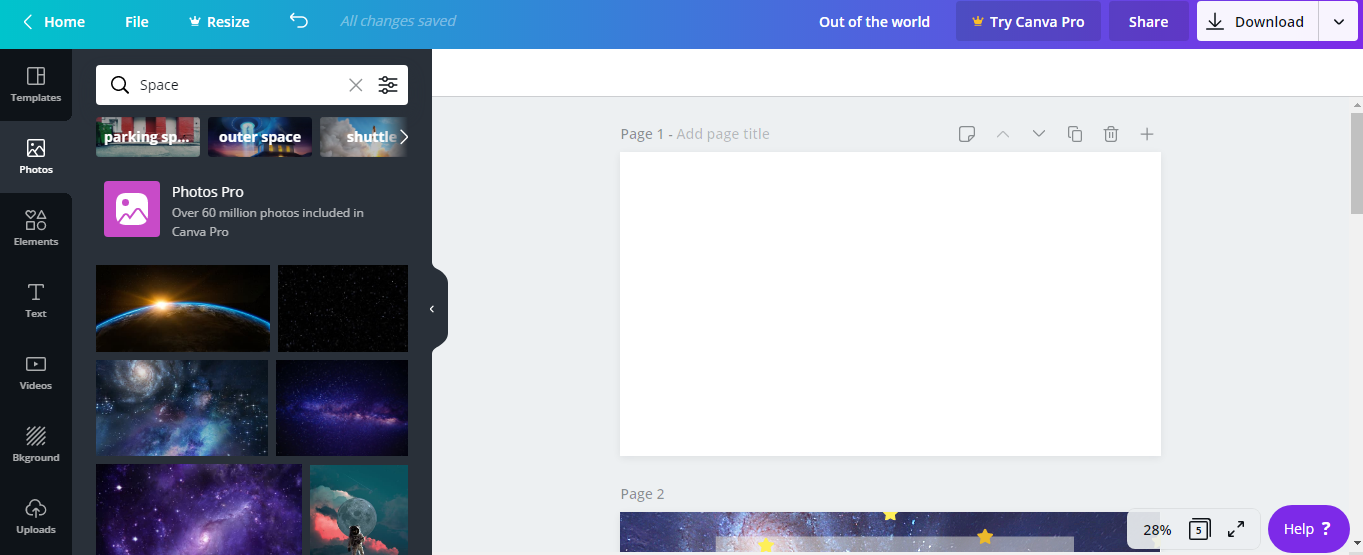 Home File Resize All changes saved Out of the world Try Canva Pro Share Download
Templates
Photos
Elements
Text
Videos
Bkground
Uploads
Space
parking sp... outer space shuttle
Photos Pro
Over 60 million photos included in
Canva Pro
Page 1 - Add page title
Page 2
28% 5 Help ?